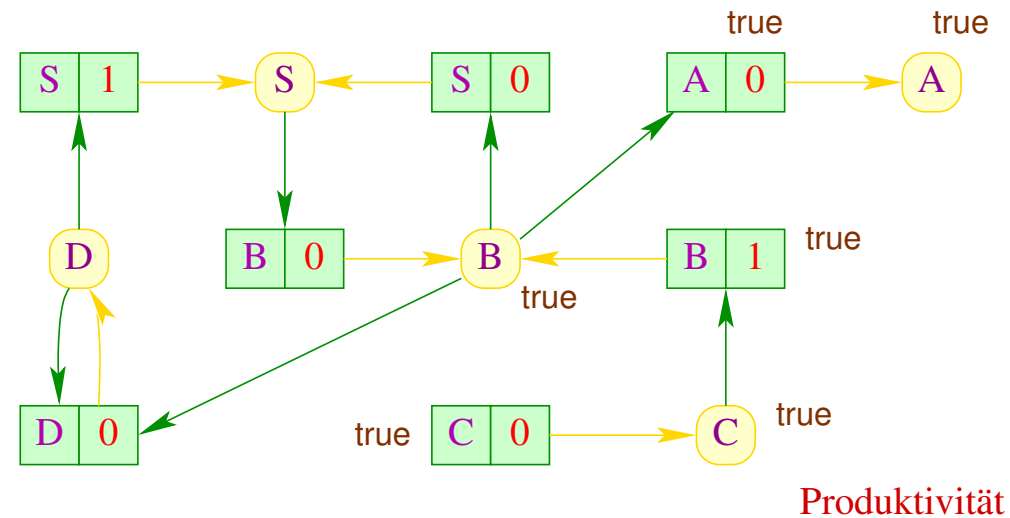 true true
S 1 S S 0 A 0 A
D B 0 B B 1 true
true
D 0 true C 0 C true
Produktivität